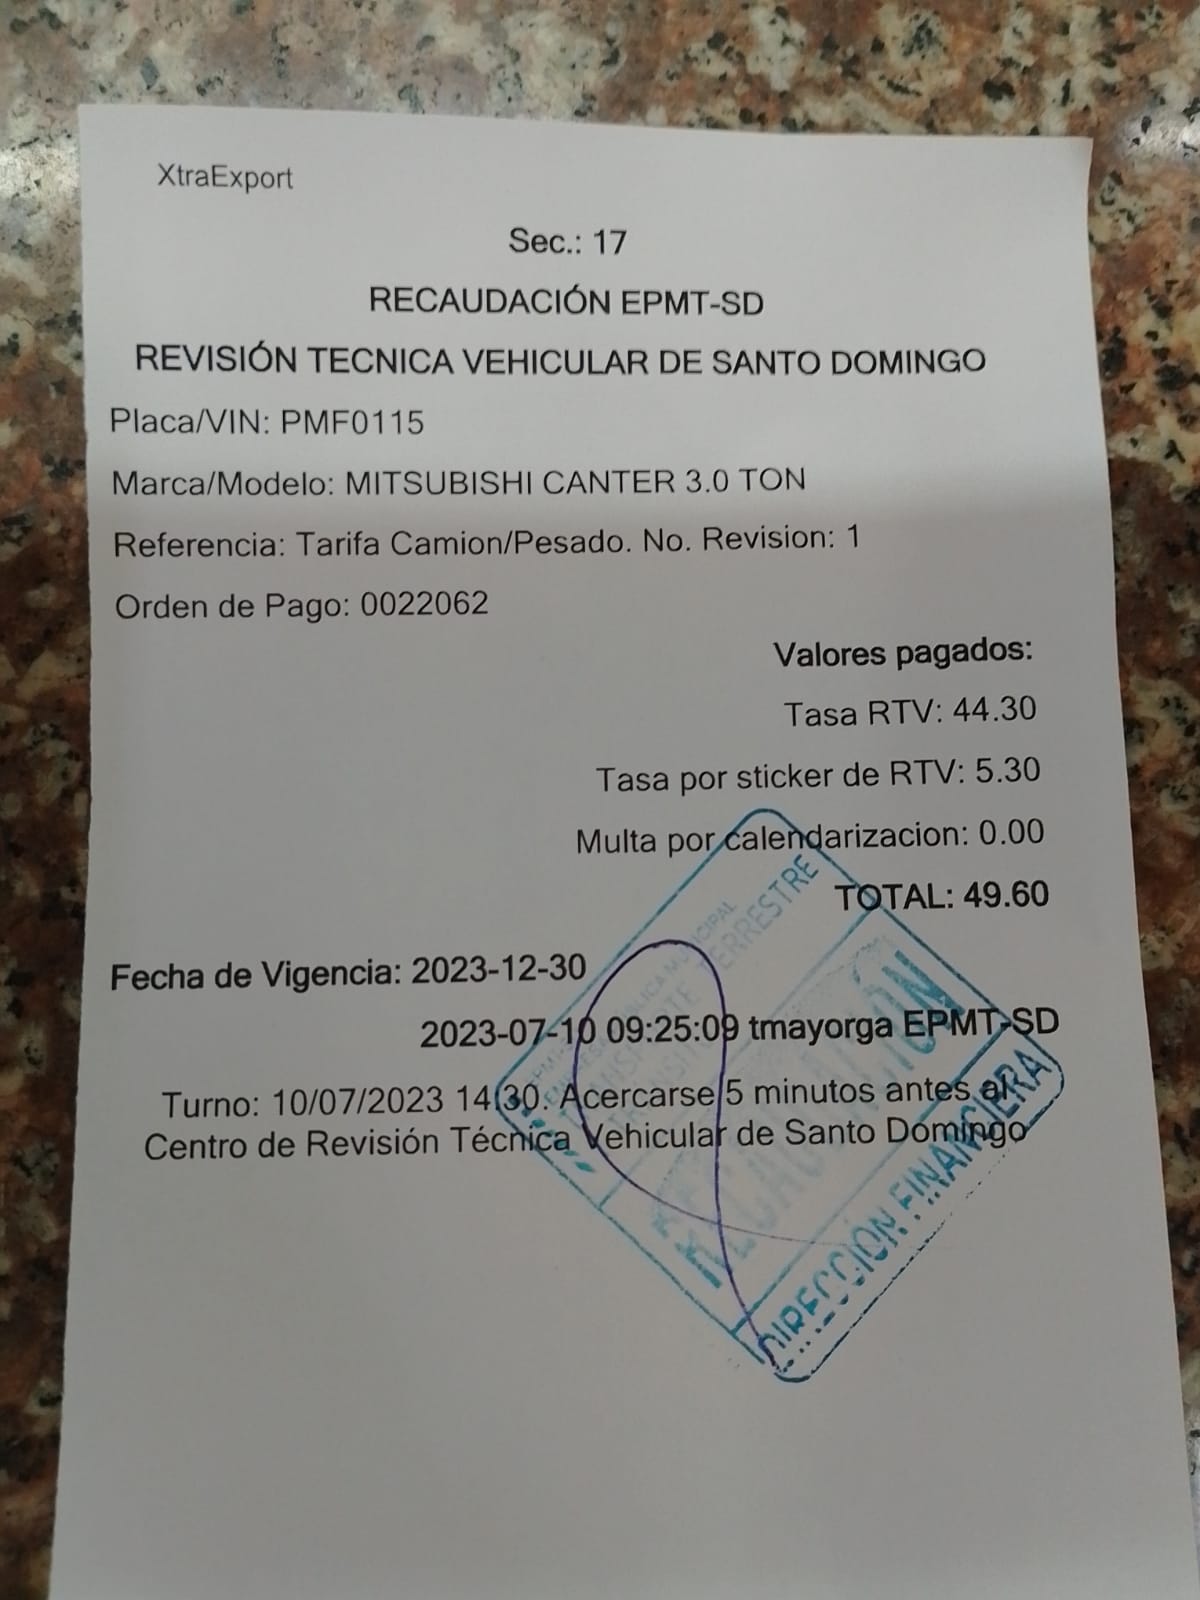 XtraExport
Sec.: 17
RECAUDACIÓN EPMT-SD
REVISIÓN TECNICA VEHICULAR DE SANTO DOMINGO
Placa/VIN: PMF0115
Marca/Modelo: MITSUBISHI CANTER 3.0 TON
Referencia: Tarifa Camion/Pesado. No. Revision: 1
Orden de Pago: 0022062
Valores pagados:
Tasa RTV: 44.30
Tasa por sticker de RTV: 5.30
Multa por calendarizacion: 0.00
TOTAL: 49.60
Fecha de Vigencia: 2023-12-30
2023-07-10 09:25:09 tmayorga EPMT-SD
Turno: 10/07/2023 14:30. Acercarse 5 minutos antes al
Centro de Revisión Técnica Vehicular de Santo Domingo
TERRESTRE
RECAUDACIÓN
DIRECCIÓN FINANCIERA